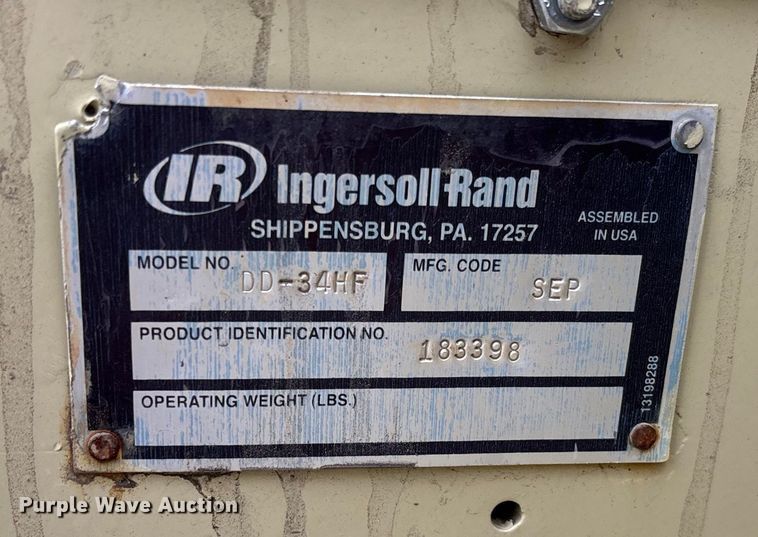 IR Ingersoll-Rand
SHIPPENSBURG, PA. 17257
ASSEMBLED
IN USA
MODEL NO. DD-34HF
MFG. CODE SEP
PRODUCT IDENTIFICATION NO. 183398
OPERATING WEIGHT (LBS.)
13198288
Purple Wave Auction